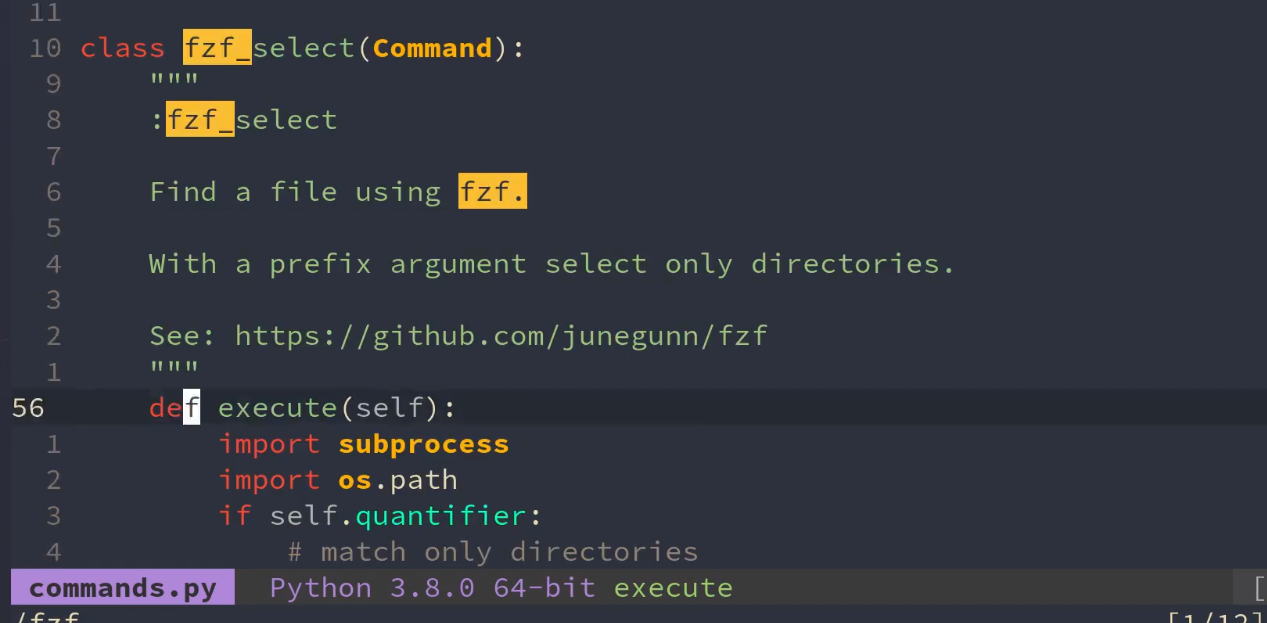 11
10 class fzf_select(Command):
9 """
8 :fzf_select
7
6 Find a file using fzf.
5
4 With a prefix argument select only directories.
3
2 See: https://github.com/junegunn/fzf
1 """
56 def execute(self):
1 import subprocess
2 import os.path
3 if self.quantifier:
4 # match only directories
commands.py Python 3.8.0 64-bit execute [
/fzf [1/12]